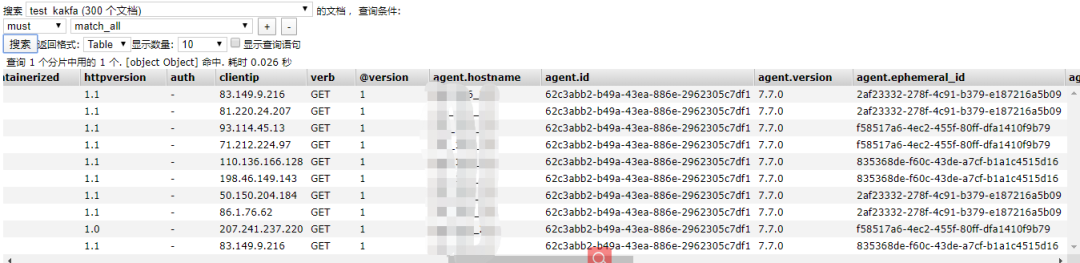 搜索 test_kakfa (300 个文档) 的文档，查询条件:
must match_all + -
搜索 返回格式: Table 显示数量: 10 显示查询语句
查询 1 个分片中用的 1 个. [object Object] 命中. 耗时 0.026 秒
tainerized httpversion auth clientip verb @version agent.hostname agent.id agent.version agent.ephemeral_id ag
1.1 - 83.149.9.216 GET 1 62c3abb2-b49a-43ea-886e-2962305c7df1 7.7.0 2af23332-278f-4c91-b379-e187216a5b09
1.1 - 81.220.24.207 GET 1 62c3abb2-b49a-43ea-886e-2962305c7df1 7.7.0 2af23332-278f-4c91-b379-e187216a5b09
1.1 - 93.114.45.13 GET 1 62c3abb2-b49a-43ea-886e-2962305c7df1 7.7.0 f58517a6-4ec2-455f-80ff-dfa1410f9b79
1.1 - 71.212.224.97 GET 1 62c3abb2-b49a-43ea-886e-2962305c7df1 7.7.0 f58517a6-4ec2-455f-80ff-dfa1410f9b79
1.1 - 110.136.166.128 GET 1 62c3abb2-b49a-43ea-886e-2962305c7df1 7.7.0 835368de-f60c-43de-a7cf-b1a1c4515d16
1.1 - 198.46.149.143 GET 1 62c3abb2-b49a-43ea-886e-2962305c7df1 7.7.0 835368de-f60c-43de-a7cf-b1a1c4515d16
1.1 - 50.150.204.184 GET 1 62c3abb2-b49a-43ea-886e-2962305c7df1 7.7.0 2af23332-278f-4c91-b379-e187216a5b09
1.1 - 86.1.76.62 GET 1 62c3abb2-b49a-43ea-886e-2962305c7df1 7.7.0 2af23332-278f-4c91-b379-e187216a5b09
1.0 - 207.241.237.220 GET 1 62c3abb2-b49a-43ea-886e-2962305c7df1 7.7.0 f58517a6-4ec2-455f-80ff-dfa1410f9b79
1.1 - 83.149.9.216 GET 1 62c3abb2-b49a-43ea-886e-2962305c7df1 7.7.0 835368de-f60c-43de-a7cf-b1a1c4515d16